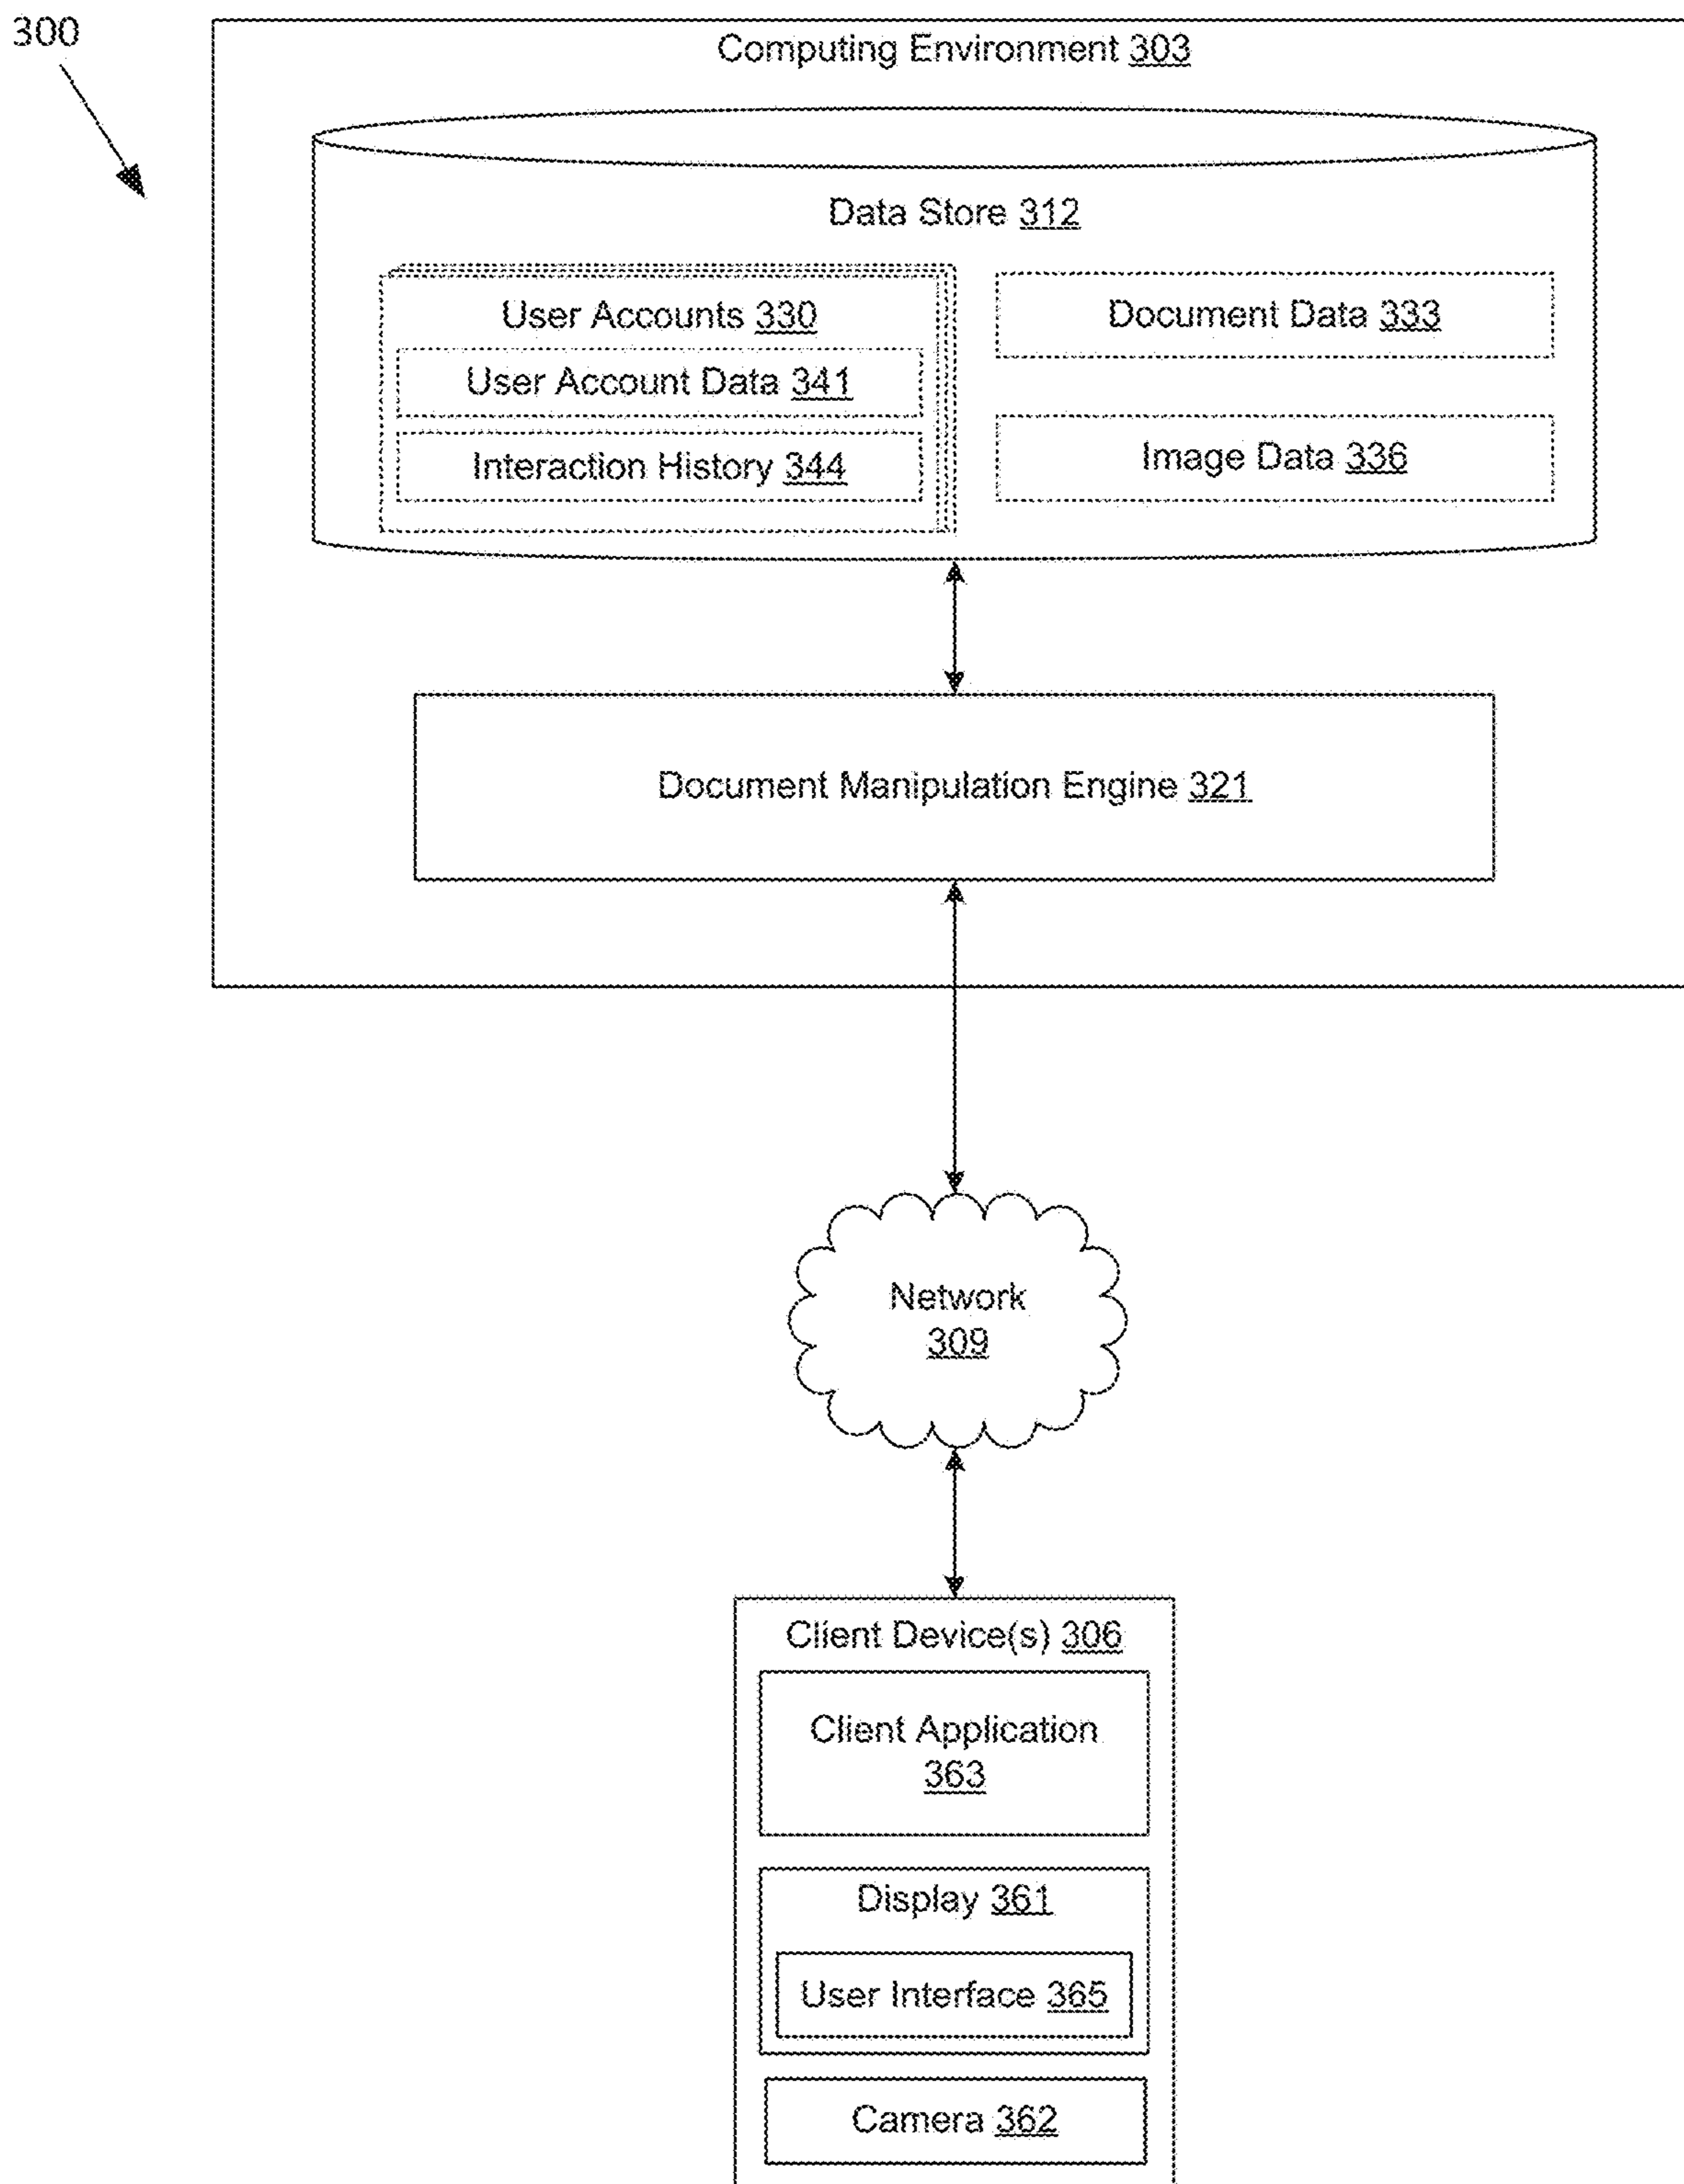 300
Computing Environment 303
Data Store 312
User Accounts 330
User Account Data 341
Interaction History 344
Document Data 333
Image Data 336
Document Manipulation Engine 321
Network
309
Client Device(s) 306
Client Application
363
Display 361
User Interface 365
Camera 362